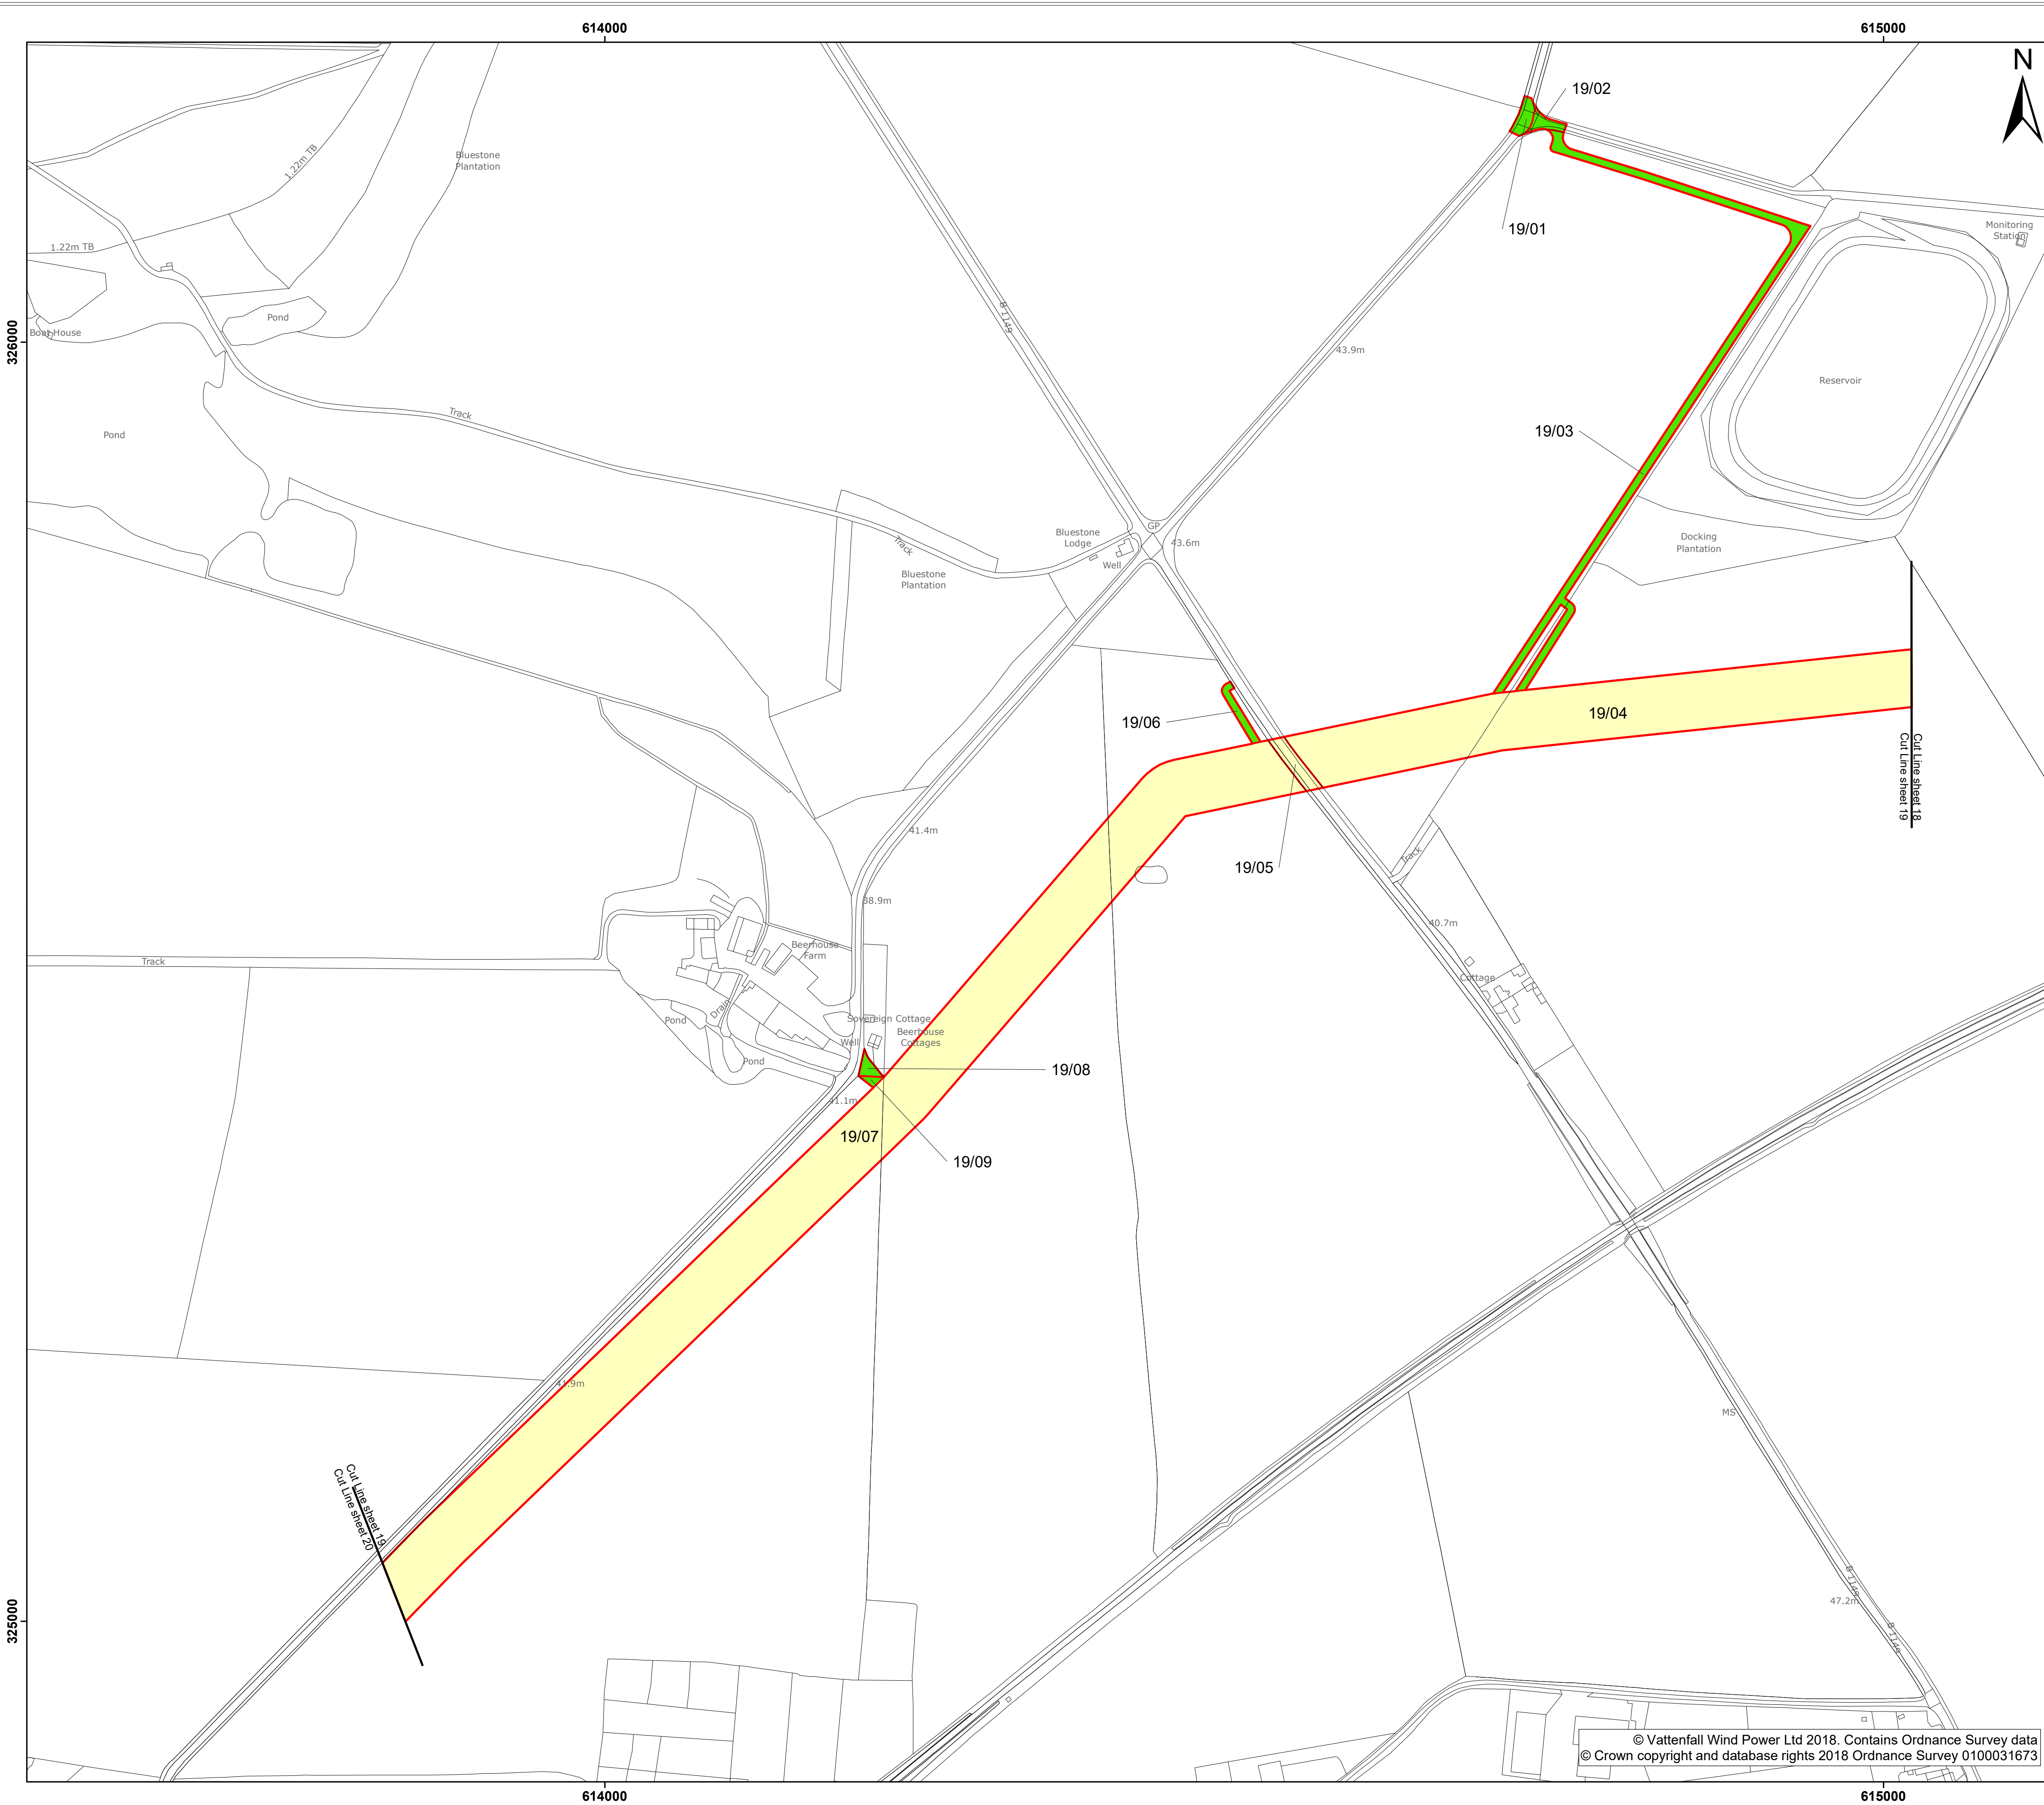 614000
615000
N
19/02
1.22m TB
Bluestone
Plantation
19/01
Monitoring
Station
1.22m TB
B 1149
Pond
Boat House
326000
43.9m
Reservoir
Track
Pond
19/03
GP
Bluestone
Lodge
43.6m
Docking
Plantation
Track
Well
Bluestone
Plantation
19/04
19/06
Cut Line sheet 18
Cut Line sheet 19
41.4m
Track
19/05
38.9m
40.7m
Beerhouse
Farm
Track
Cottage
Drain
Pond
Sovereign Cottage
Beerhouse
Cottages
Well
Pond
19/08
41.1m
19/07
19/09
41.9m
MS
Cut Line sheet 19
Cut Line sheet 20
B 1149
47.2m
325000
B 1149
© Vattenfall Wind Power Ltd 2018. Contains Ordnance Survey data
© Crown copyright and database rights 2018 Ordnance Survey 0100031673
614000
615000